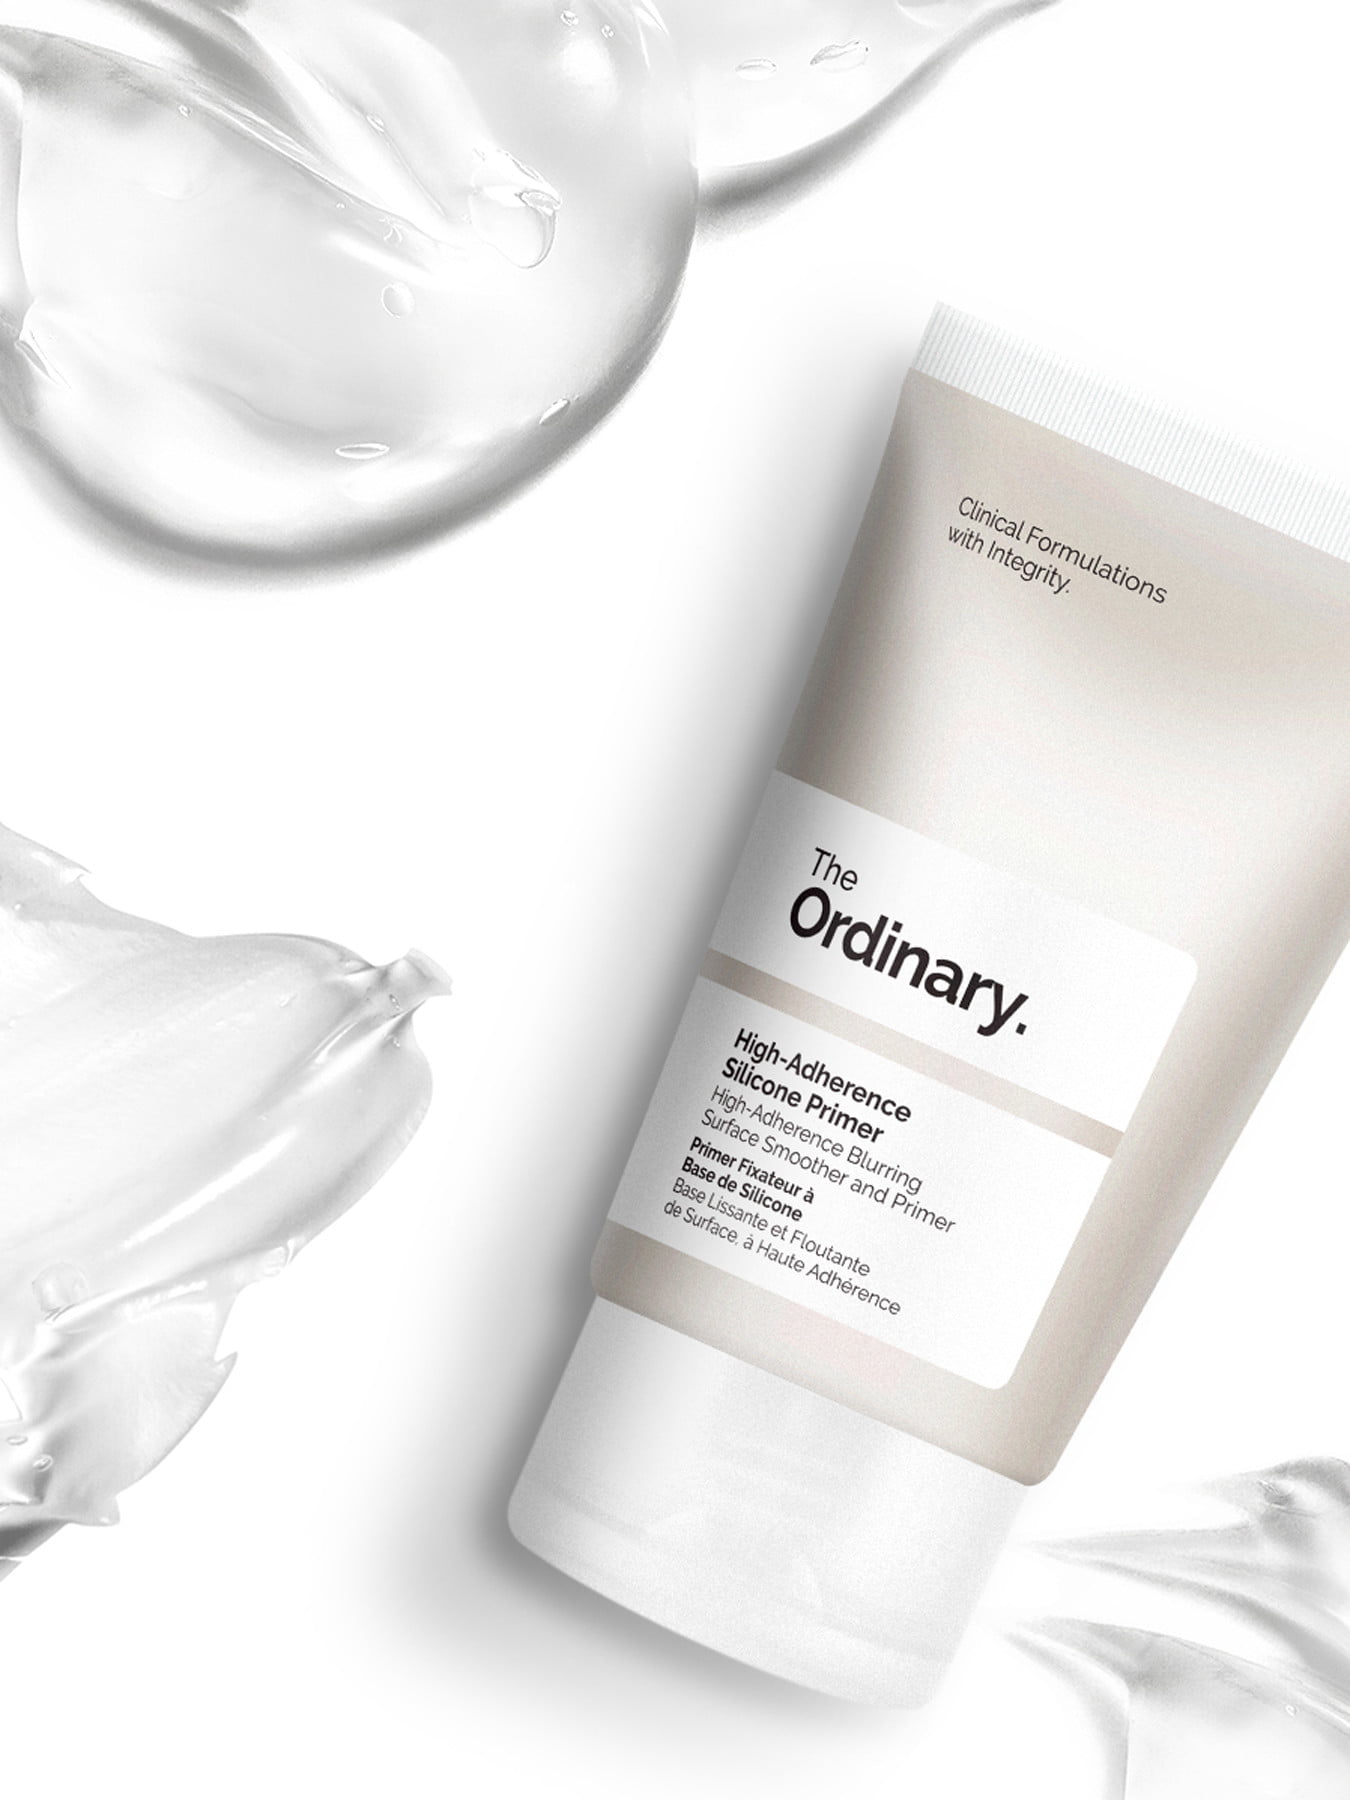 Clinical Formulations
with Integrity.
The
Ordinary.
High-Adherence
Silicone Primer
High-Adherence Blurring
Surface Smoother and Primer
Primer Fixateur à
Base de Silicone
Base Lissante et Floutante
de Surface, à Haute Adhérence